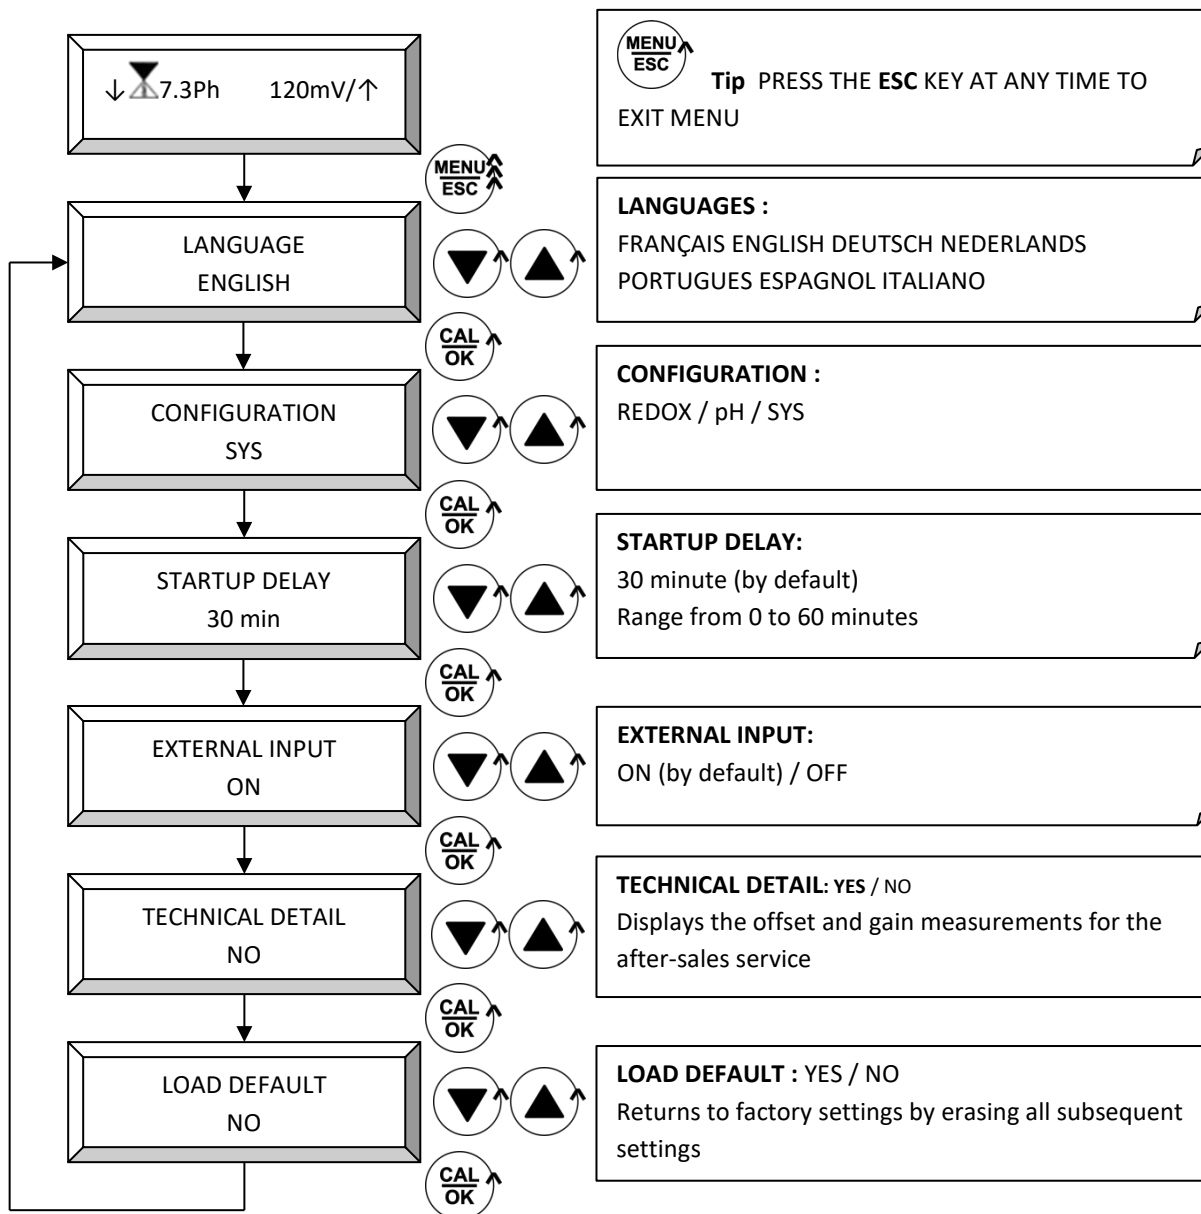 ↓ 7.3Ph 120mV/↑
MENU
ESC
Tip PRESS THE ESC KEY AT ANY TIME TO
EXIT MENU
MENU
ESC
LANGUAGE
ENGLISH
LANGUAGES :
FRANÇAIS ENGLISH DEUTSCH NEDERLANDS
PORTUGUES ESPAGNOL ITALIANO
CAL
OK
CONFIGURATION
SYS
CONFIGURATION :
REDOX / pH / SYS
CAL
OK
STARTUP DELAY
30 min
STARTUP DELAY:
30 minute (by default)
Range from 0 to 60 minutes
CAL
OK
EXTERNAL INPUT
ON
EXTERNAL INPUT:
ON (by default) / OFF
CAL
OK
TECHNICAL DETAIL
NO
TECHNICAL DETAIL: YES / NO
Displays the offset and gain measurements for the
after-sales service
CAL
OK
LOAD DEFAULT
NO
LOAD DEFAULT : YES / NO
Returns to factory settings by erasing all subsequent
settings
CAL
OK